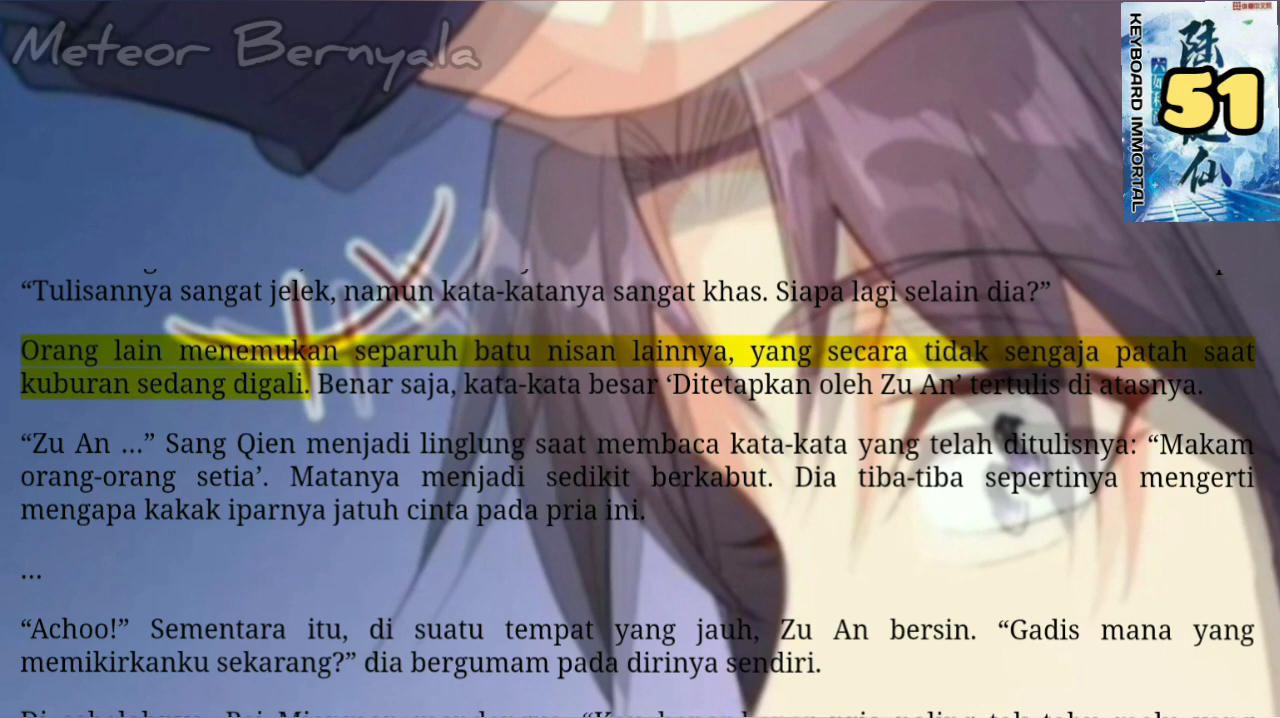 Meteor Bernyala
KEYBOARD IMMORTAL
51
“Tulisannya sangat jelek, namun kata-katanya sangat khas. Siapa lagi selain dia?”
Orang lain menemukan separuh batu nisan lainnya, yang secara tidak sengaja patah saat
kuburan sedang digali. Benar saja, kata-kata besar ‘Ditetapkan oleh Zu An’ tertulis di atasnya.
“Zu An ...” Sang Qien menjadi linglung saat membaca kata-kata yang telah ditulisnya: “Makam
orang-orang setia’. Matanya menjadi sedikit berkabut. Dia tiba-tiba sepertinya mengerti
mengapa kakak iparnya jatuh cinta pada pria ini.
...
“Achoo!” Sementara itu, di suatu tempat yang jauh, Zu An bersin. “Gadis mana yang
memikirkanku sekarang?” dia bergumam pada dirinya sendiri.